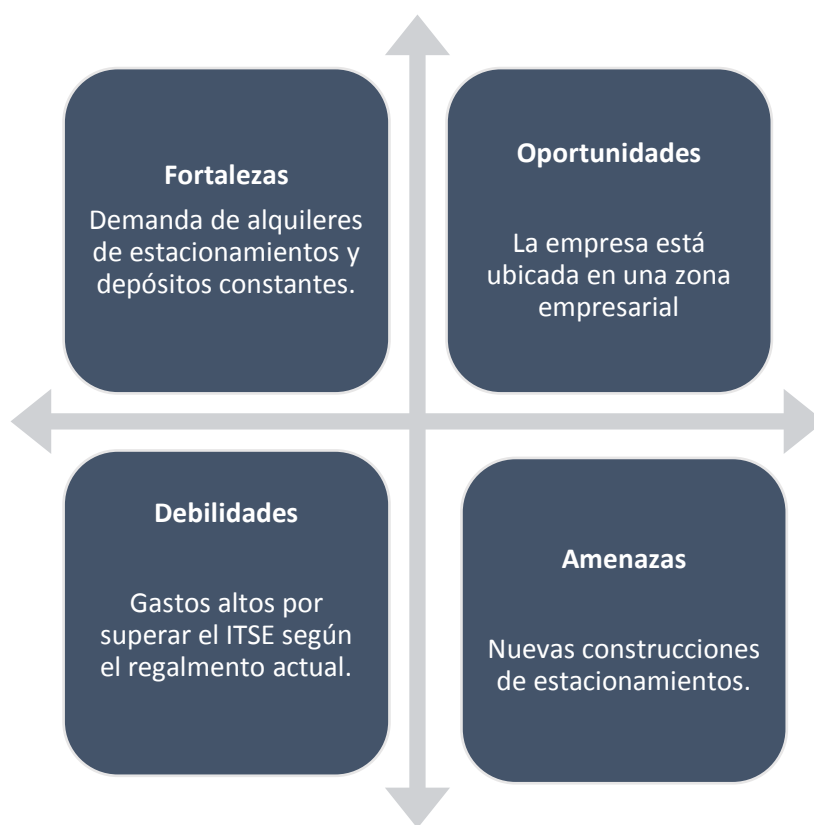 Fortalezas
Demanda de alquileres
de estacionamientos y
depósitos constantes.
Oportunidades
La empresa está
ubicada en una zona
empresarial
Debilidades
Gastos altos por
superar el ITSE según
el regalmento actual.
Amenazas
Nuevas construcciones
de estacionamientos.